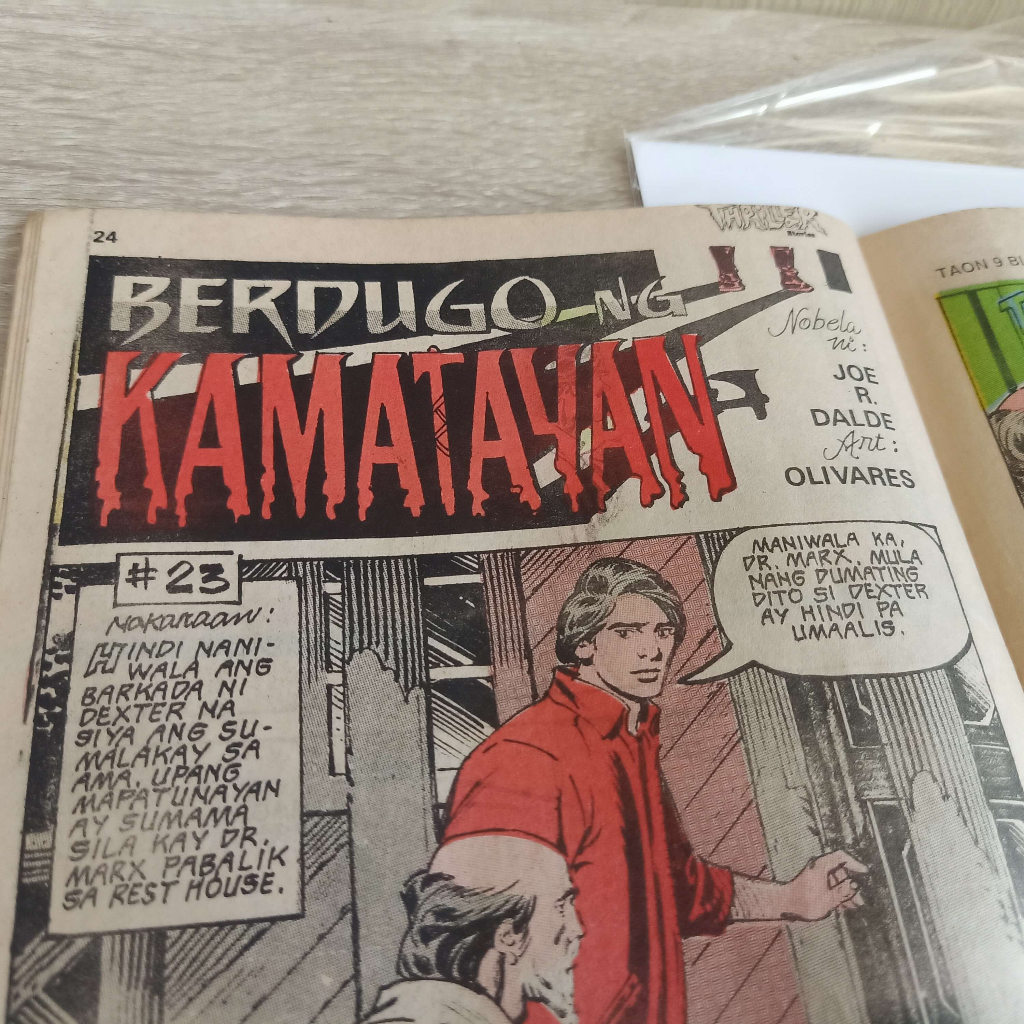 24
THRILLER
Stories
BERDUGO NG
KAMATAYAN
Nobela
ni:
JOE
R.
DALDE
Art:
OLIVARES
#23
Nakaraan:
HINDI NANI-
WALA ANG
BARKADA NI
DEXTER NA
SIYA ANG SU-
MALAKAY SA
AMA. UPANG
MAPATUNAYAN
AY SUMAMA
SILA KAY DR.
MARX PABALIK
SA REST HOUSE.
MANIWALA KA,
DR. MARX. MULA
NANG DUMATING
DITO SI DEXTER
AY HINDI PA
UMAALIS.
TAON 9